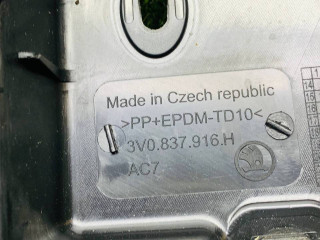 Made in Czech republic
>PP+EPDM-TD10<
3V0.837.916.H
AC7